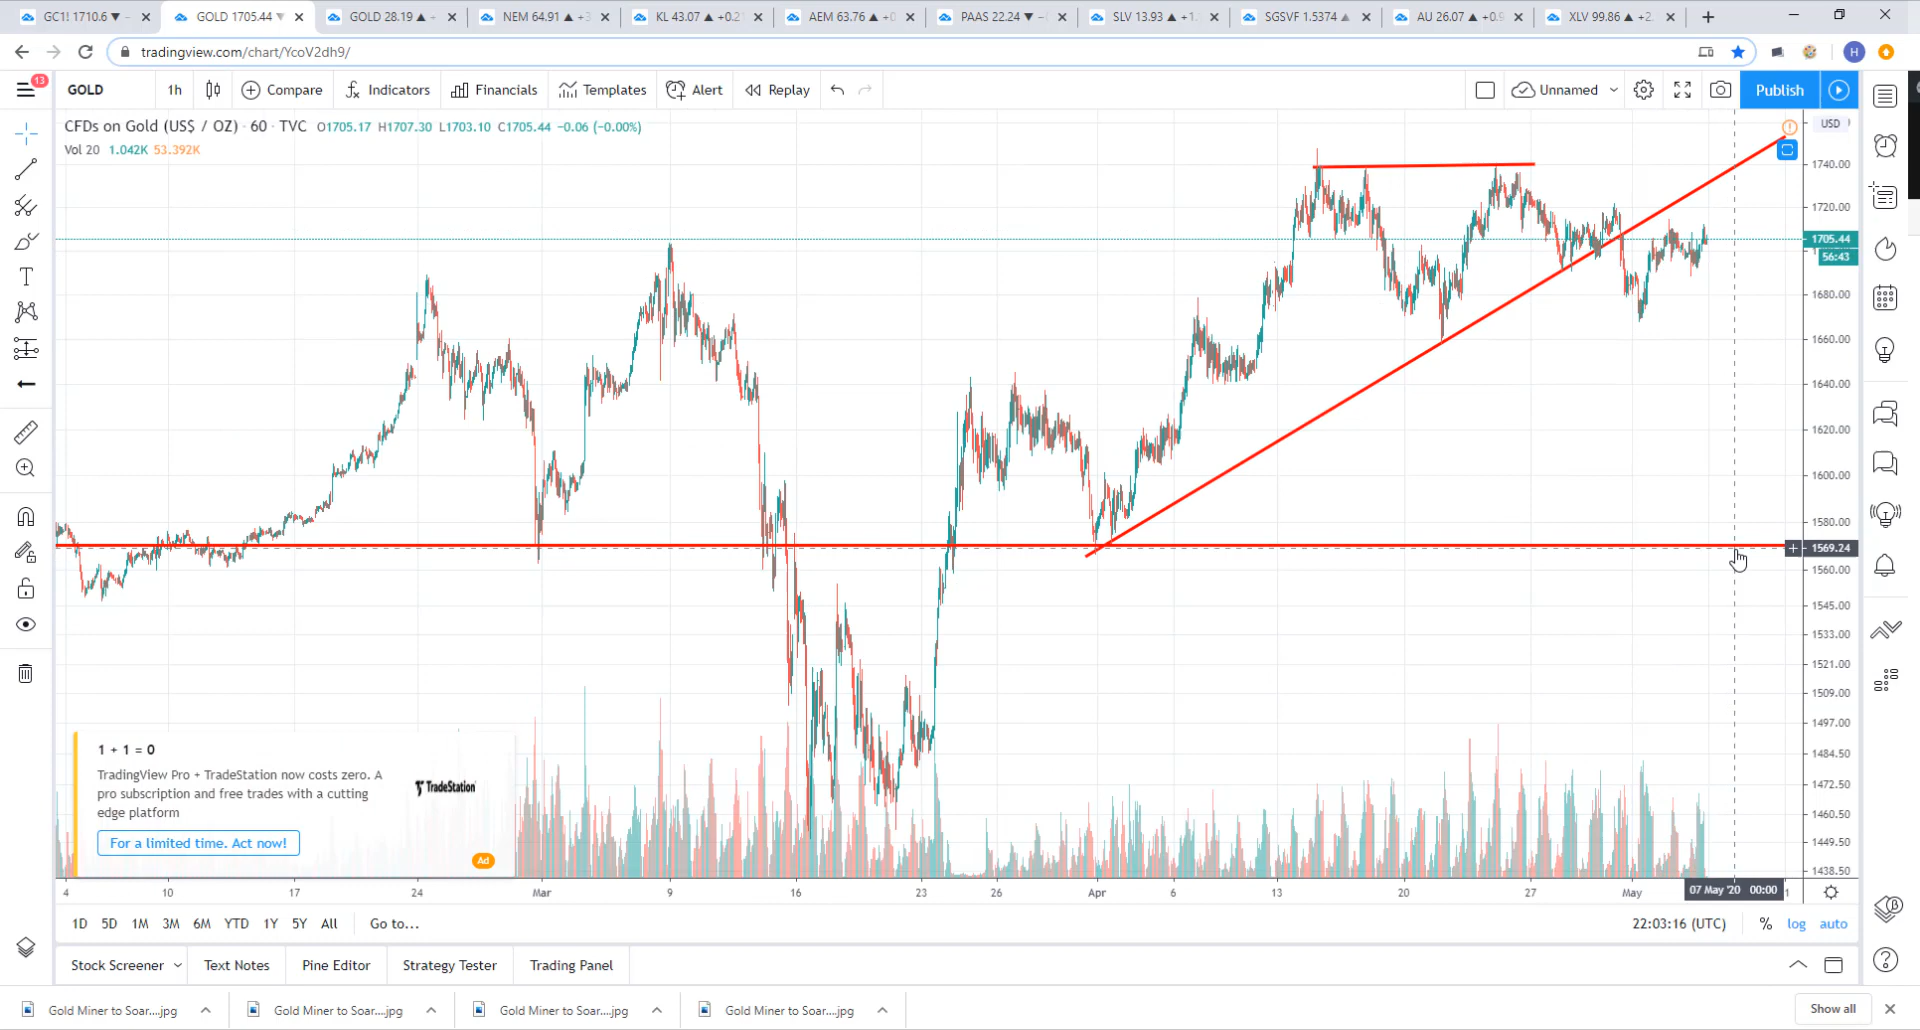 GC1! 1710.6 ▼
GOLD 1705.44 ▼
GOLD 28.19 ▲
NEM 64.91 ▲
KL 43.07 ▲ +0.2
AEM 63.76 ▲
PAAS 22.24 ▼
SLV 13.93 ▲ +1.
SGSVF 1.5374 ▲
AU 26.07 ▲ +0.9
XLV 99.86 ▲ +2
tradingview.com/chart/YcoV2dh9/
H
13
GOLD 1h Compare Indicators Financials Templates Alert Replay Unnamed Publish
CFDs on Gold (US$ / OZ) · 60 · TVC O1705.17 H1707.30 L1703.10 C1705.44 −0.06 (−0.00%)
Vol 20 1.042K 53.392K
USD
1740.00
1720.00
1705.44
56:43
1680.00
1660.00
1640.00
1620.00
1600.00
1580.00
1569.24
1560.00
1545.00
1533.00
1521.00
1509.00
1497.00
1484.50
1472.50
1460.50
1449.50
1438.50
1 + 1 = 0
TradingView Pro + TradeStation now costs zero. A
pro subscription and free trades with a cutting
edge platform
TradeStation
For a limited time. Act now!
Ad
4 10 17 24 Mar 9 16 23 26 Apr 6 13 20 27 May 07 May '20 00:00 1
1D 5D 1M 3M 6M YTD 1Y 5Y All Go to... 22:03:16 (UTC) % log auto
Stock Screener Text Notes Pine Editor Strategy Tester Trading Panel
Gold Miner to Soar....jpg Gold Miner to Soar....jpg Gold Miner to Soar....jpg Gold Miner to Soar....jpg Show all